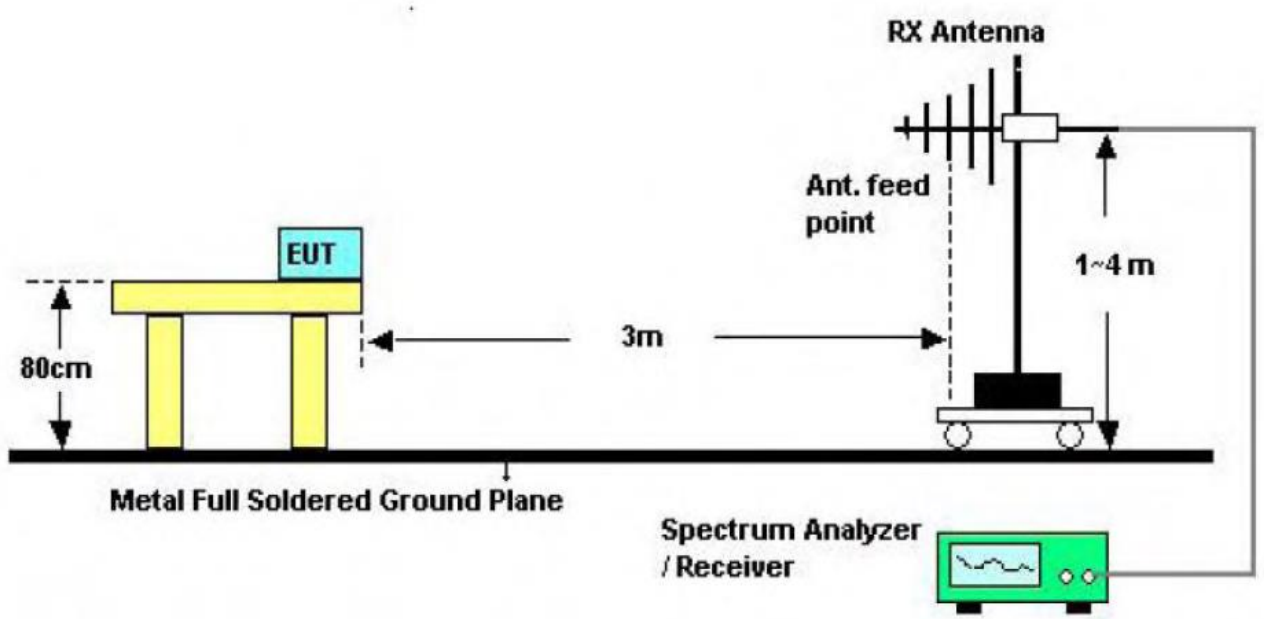 RX Antenna
Ant. feed
point
EUT
1~4 m
3m
80cm
Metal Full Soldered Ground Plane
Spectrum Analyzer
/ Receiver